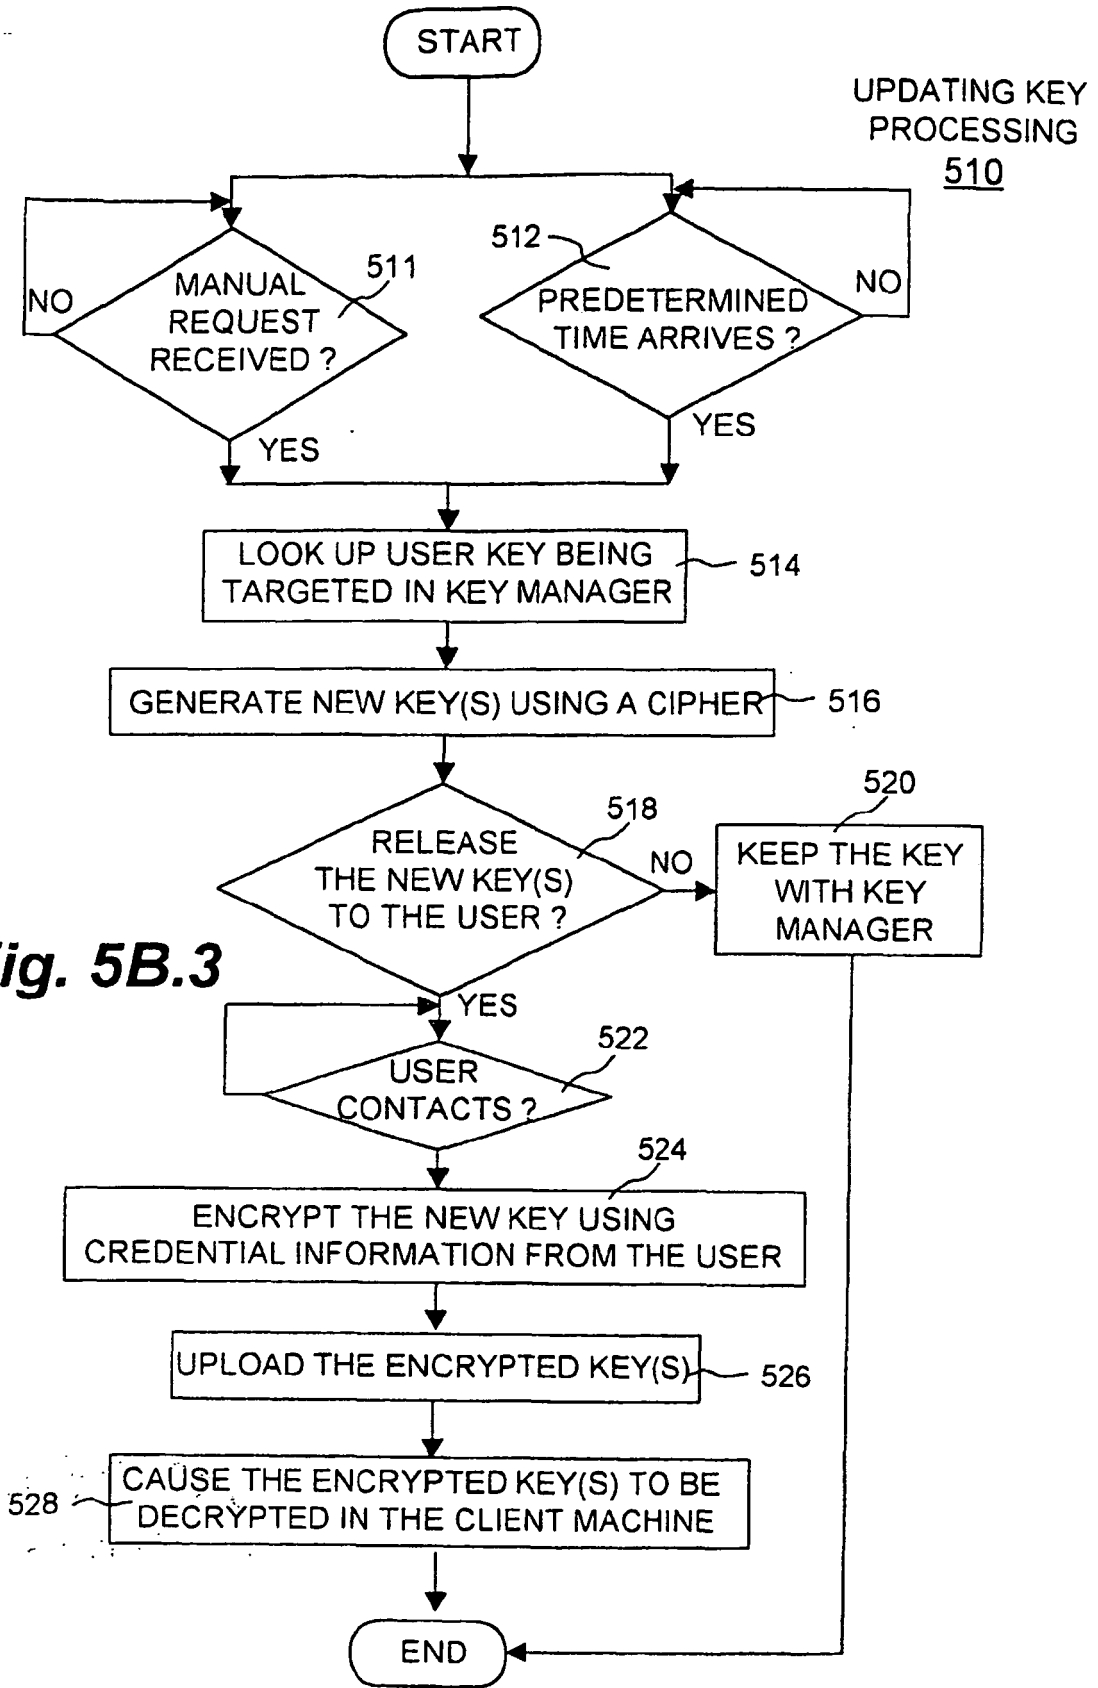 START
UPDATING KEY
PROCESSING
510
512
511
MANUAL
REQUEST
RECEIVED ?
NO
PREDETERMINED
TIME ARRIVES ?
NO
YES
YES
LOOK UP USER KEY BEING
TARGETED IN KEY MANAGER
514
GENERATE NEW KEY(S) USING A CIPHER
516
518
RELEASE
THE NEW KEY(S)
TO THE USER ?
NO
520
KEEP THE KEY
WITH KEY
MANAGER
ig. 5B.3
YES
522
USER
CONTACTS ?
524
ENCRYPT THE NEW KEY USING
CREDENTIAL INFORMATION FROM THE USER
UPLOAD THE ENCRYPTED KEY(S)
526
528
CAUSE THE ENCRYPTED KEY(S) TO BE
DECRYPTED IN THE CLIENT MACHINE
END